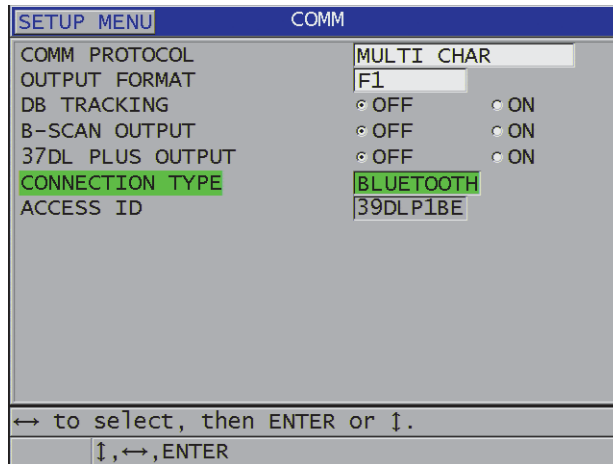 SETUP MENU COMM
COMM PROTOCOL MULTI CHAR
OUTPUT FORMAT F1
DB TRACKING OFF ON
B-SCAN OUTPUT OFF ON
37DL PLUS OUTPUT OFF ON
CONNECTION TYPE BLUETOOTH
ACCESS ID 39DLP1BE
↔ to select, then ENTER or ↕.
↕,↔,ENTER